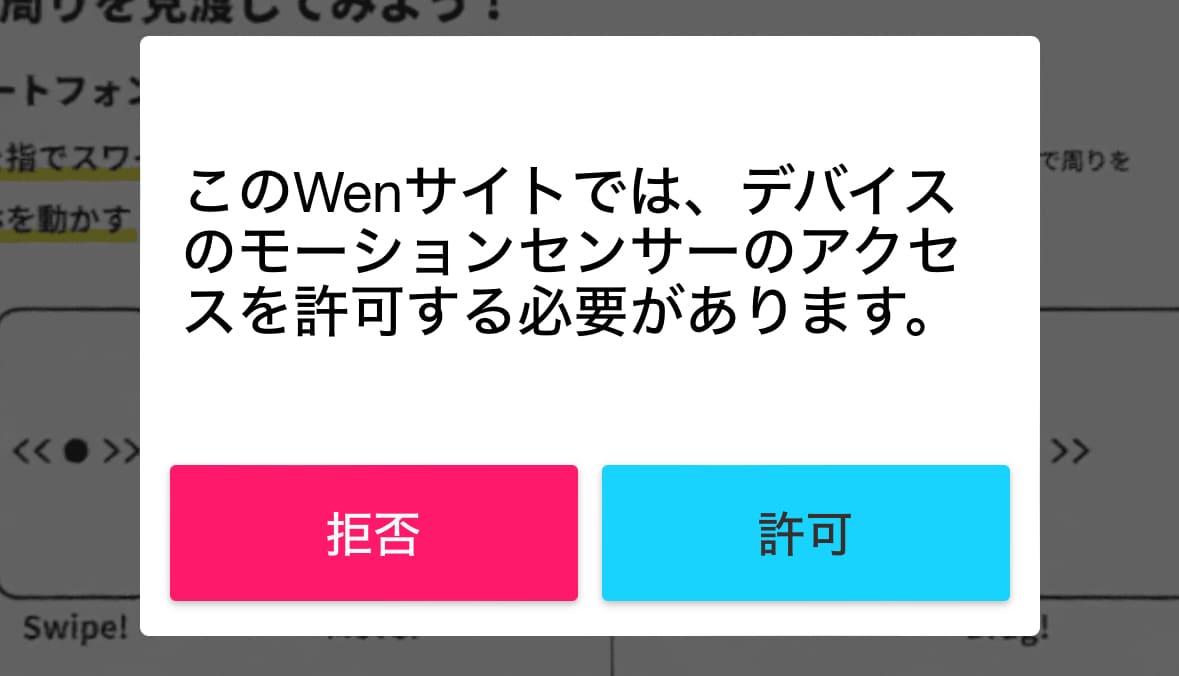 周りを見渡してみよう!
ートフォン
指でスワ
で周りを
を動かす
このWenサイトでは、デバイス
のモーションセンサーのアクセ
スを許可する必要があります。
<< ● >>
>>
拒否
許可
Swipe!